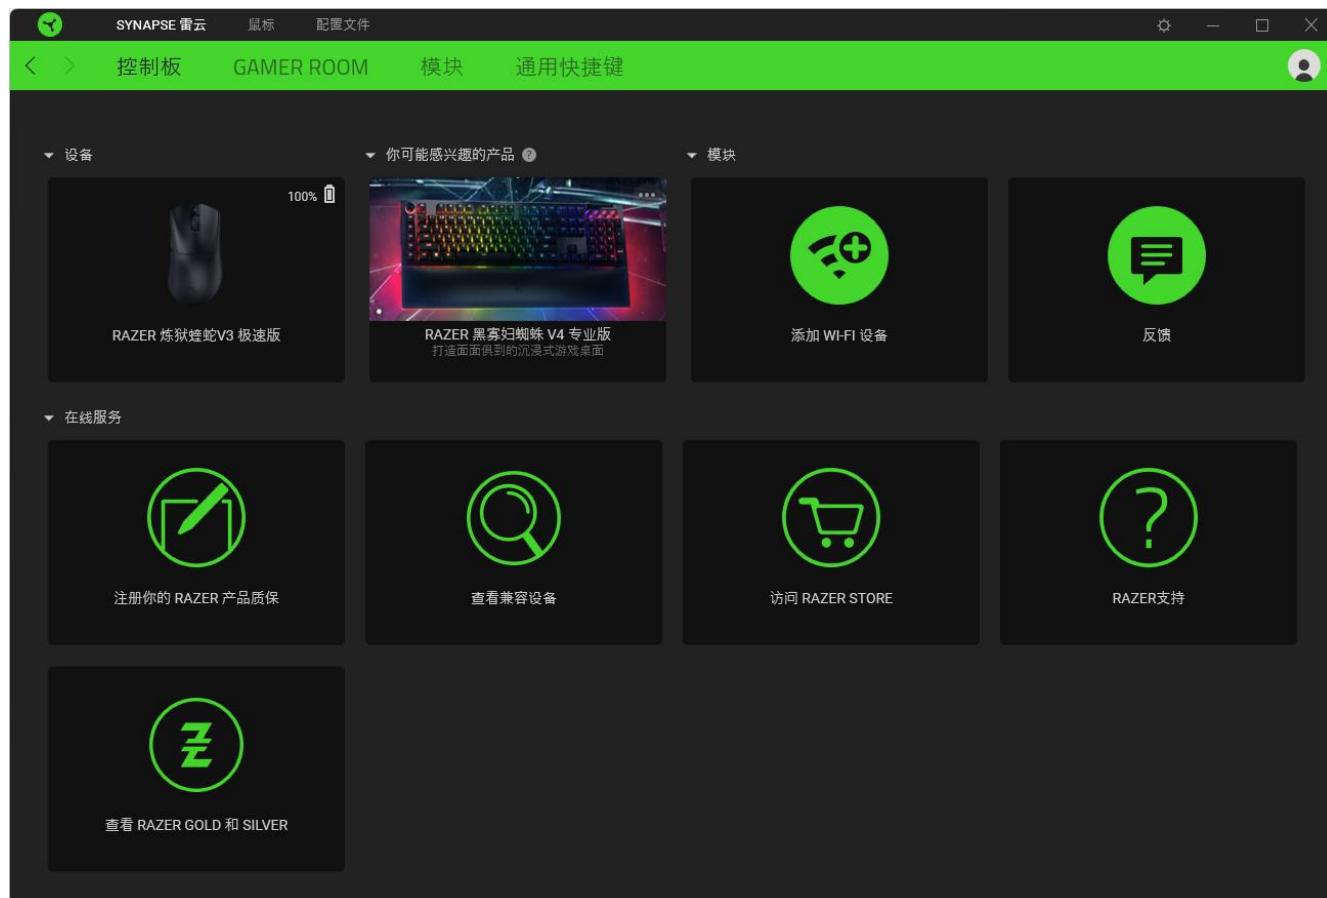 SYNAPSE 雷云 鼠标 配置文件
控制板 GAMER ROOM 模块 通用快捷键
设备 你可能感兴趣的产品 ? 模块
100%
RAZER 炼狱蝰蛇V3 极速版
RAZER 黑寡妇蜘蛛 V4 专业版
打造面面俱到的沉浸式游戏桌面
添加 WI-FI 设备
反馈
在线服务
注册你的 RAZER 产品质保
查看兼容设备
访问 RAZER STORE
RAZER支持
查看 RAZER GOLD 和 SILVER